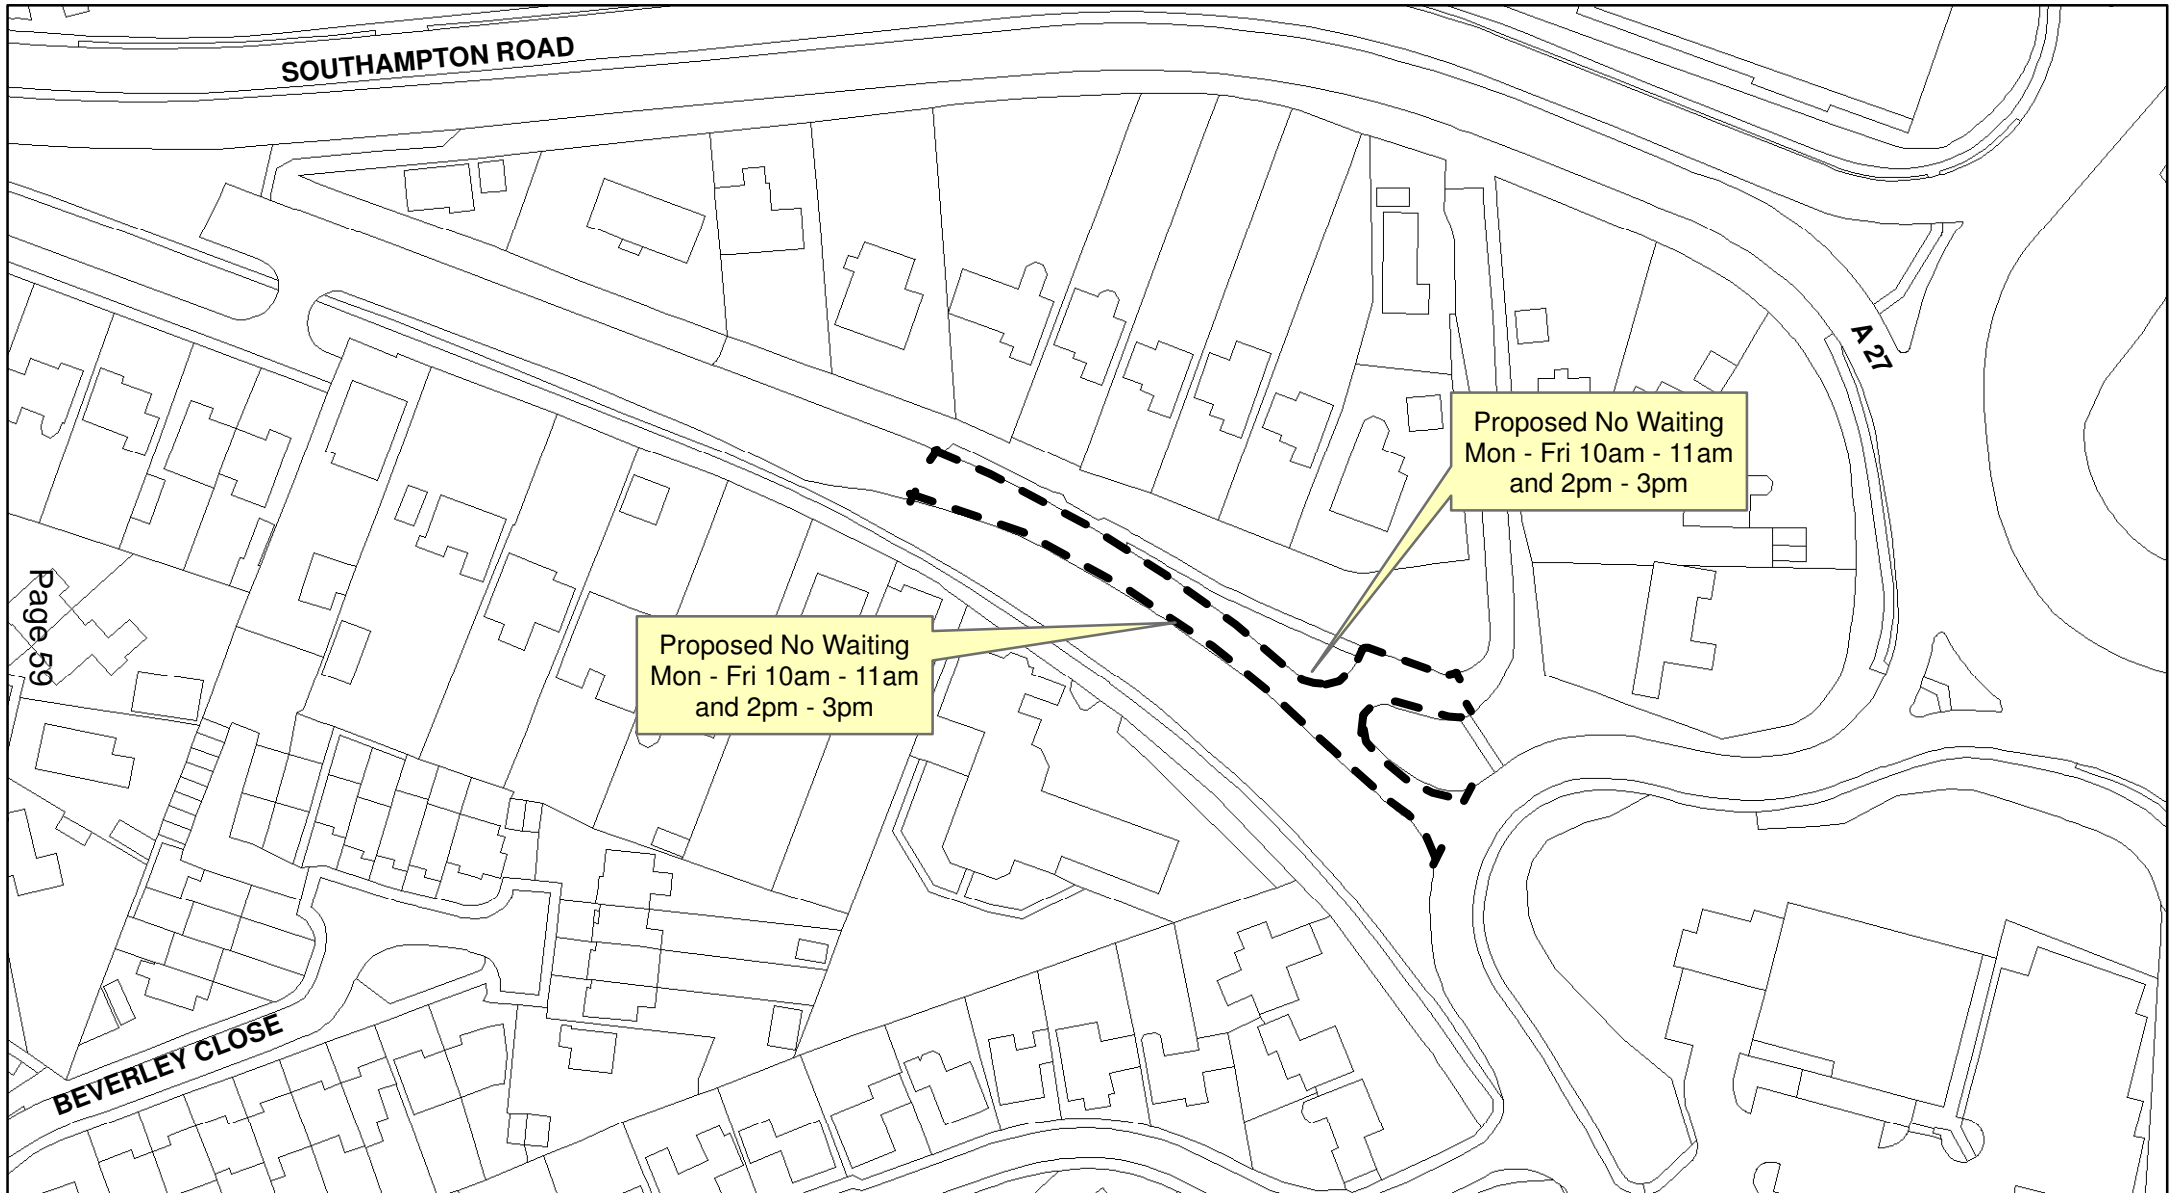 SOUTHAMPTON ROAD
A 27
Proposed No Waiting
Mon - Fri 10am - 11am
and 2pm - 3pm
Page 59
Proposed No Waiting
Mon - Fri 10am - 11am
and 2pm - 3pm
BEVERLEY CLOSE